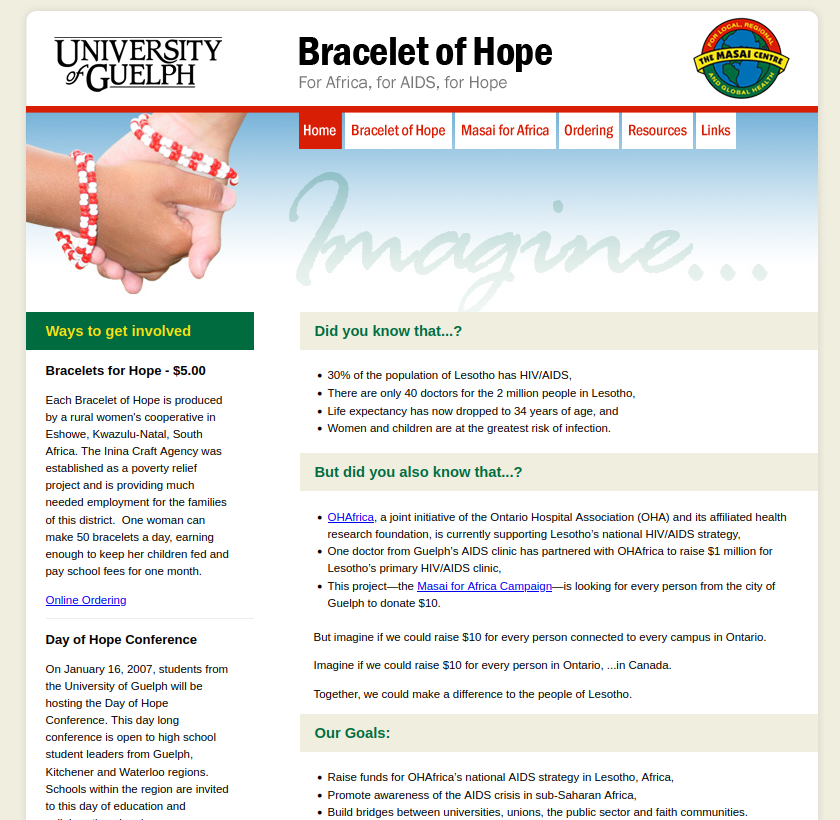 UNIVERSITY
of GUELPH
Bracelet of Hope
For Africa, for AIDS, for Hope
FOR LOCAL, REGIONAL
THE MASAI CENTRE
AND GLOBAL HEALTH
Home Bracelet of Hope Masai for Africa Ordering Resources Links
Imagine...
Ways to get involved
Bracelets for Hope - $5.00
Each Bracelet of Hope is produced
by a rural women's cooperative in
Eshowe, Kwazulu-Natal, South
Africa. The Inina Craft Agency was
established as a poverty relief
project and is providing much
needed employment for the families
of this district.  One woman can
make 50 bracelets a day, earning
enough to keep her children fed and
pay school fees for one month.
Online Ordering
Day of Hope Conference
On January 16, 2007, students from
the University of Guelph will be
hosting the Day of Hope
Conference. This day long
conference is open to high school
student leaders from Guelph,
Kitchener and Waterloo regions.
Schools within the region are invited
to this day of education and
Did you know that...?
• 30% of the population of Lesotho has HIV/AIDS,
• There are only 40 doctors for the 2 million people in Lesotho,
• Life expectancy has now dropped to 34 years of age, and
• Women and children are at the greatest risk of infection.
But did you also know that...?
• OHAfrica, a joint initiative of the Ontario Hospital Association (OHA) and its affiliated health
research foundation, is currently supporting Lesotho's national HIV/AIDS strategy,
• One doctor from Guelph's AIDS clinic has partnered with OHAfrica to raise $1 million for
Lesotho's primary HIV/AIDS clinic,
• This project—the Masai for Africa Campaign—is looking for every person from the city of
Guelph to donate $10.
But imagine if we could raise $10 for every person connected to every campus in Ontario.
Imagine if we could raise $10 for every person in Ontario, ...in Canada.
Together, we could make a difference to the people of Lesotho.
Our Goals:
• Raise funds for OHAfrica's national AIDS strategy in Lesotho, Africa,
• Promote awareness of the AIDS crisis in sub-Saharan Africa,
• Build bridges between universities, unions, the public sector and faith communities.